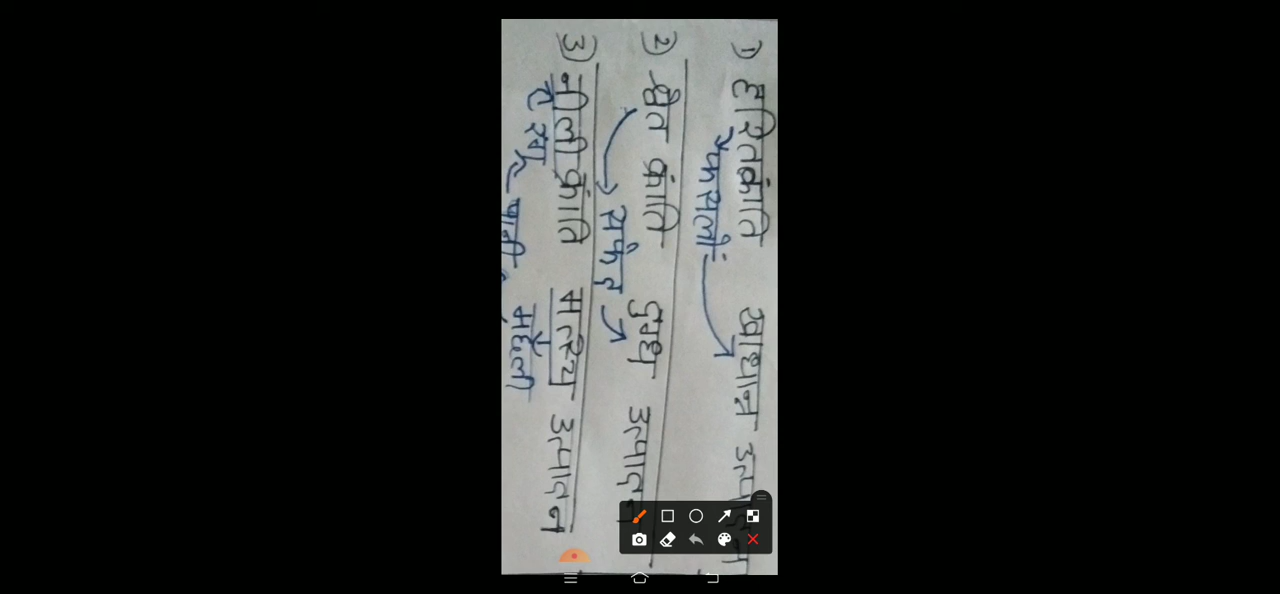 1) हरितक्रांति खाद्यान्न उत्पादन
फसलों
2) श्वेत क्रांति दुग्ध उत्पादन
सफेद
3) नीली क्रांति मत्स्य उत्पादन
पानी मछली